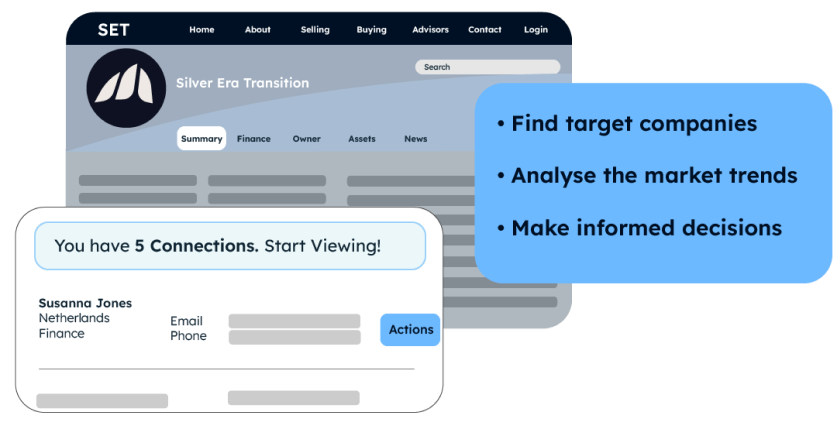 SET Home About Selling Buying Advisors Contact Login
Search
Silver Era Transition
Summary Finance Owner Assets News
• Find target companies
• Analyse the market trends
• Make informed decisions
You have 5 Connections. Start Viewing!
Susanna Jones
Netherlands
Finance
Email
Phone
Actions